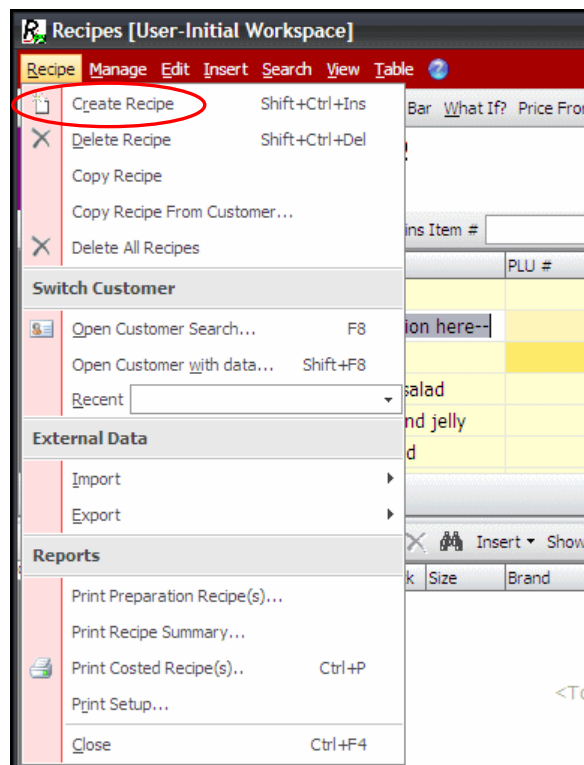 Recipes [User-Initial Workspace]
Recipe Manage Edit Insert Search View Table ?
Create Recipe Shift+Ctrl+Ins
Bar What If? Price Fro
Delete Recipe Shift+Ctrl+Del
Copy Recipe
Copy Recipe From Customer...
ins Item #
Delete All Recipes
PLU #
Switch Customer
Open Customer Search... F8
ion here--
Open Customer with data... Shift+F8
Recent
salad
nd jelly
External Data
d
Import
Export
Insert Show
Reports
k Size Brand
Print Preparation Recipe(s)...
Print Recipe Summary...
Print Costed Recipe(s).. Ctrl+P
<To
Print Setup...
Close Ctrl+F4